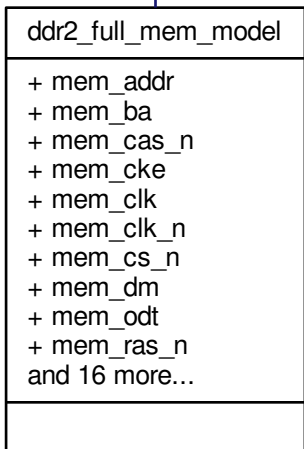 ddr2_full_mem_model
+ mem_addr
+ mem_ba
+ mem_cas_n
+ mem_cke
+ mem_clk
+ mem_clk_n
+ mem_cs_n
+ mem_dm
+ mem_odt
+ mem_ras_n
and 16 more...